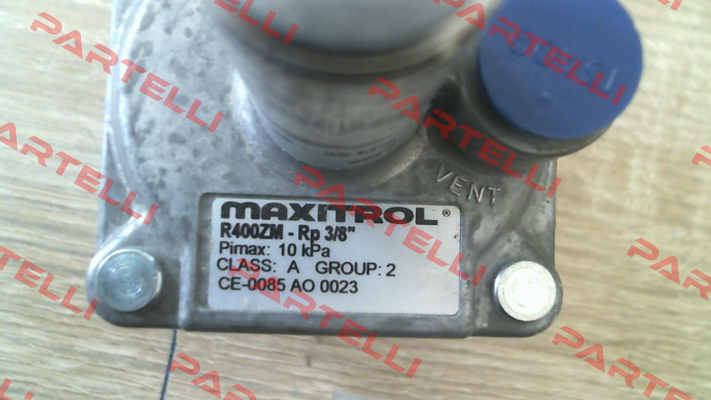 PARTELLI
PARTELLI
PARTELLI
PARTELLI
PARTELLI
PARTELLI
PARTELLI
PARTELLI
VENT
MAXITROL®
R400ZM - Rp 3/8"
Pimax: 10 kPa
CLASS: A GROUP: 2
CE-0085 AO 0023